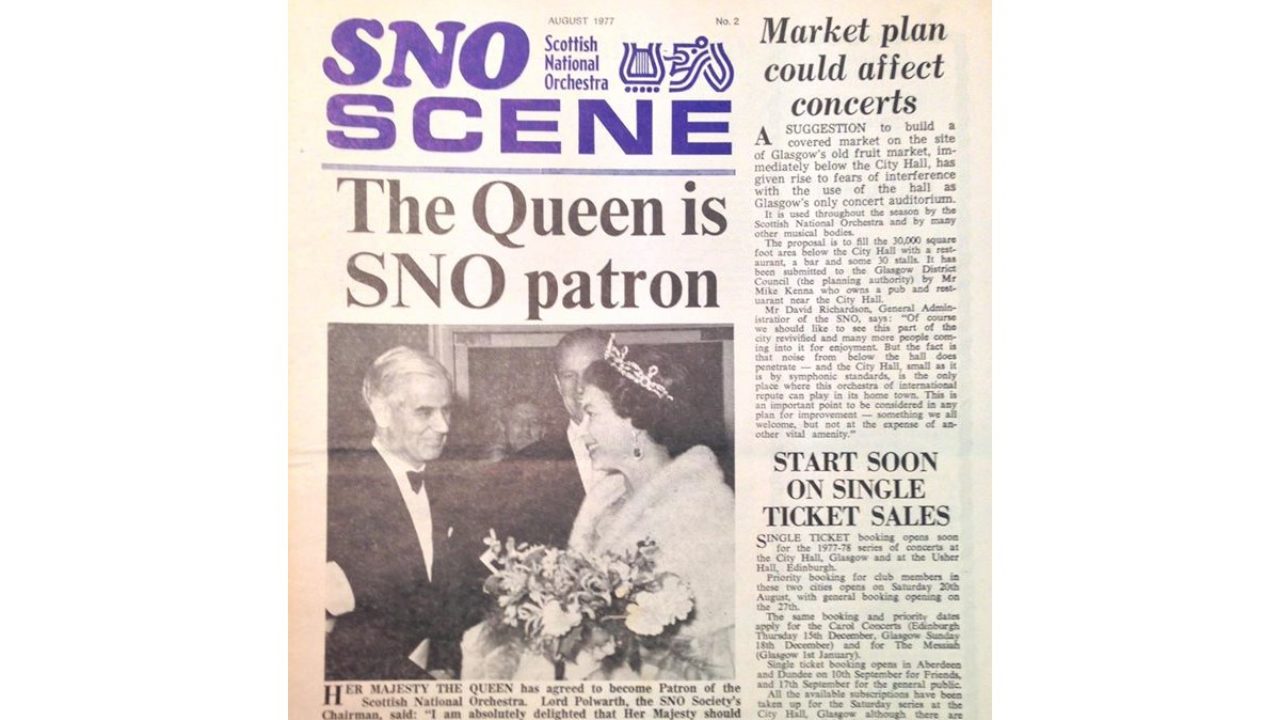 AUGUST 1977
No. 2
SNO
Scottish
National
Orchestra
SCENE
The Queen is
SNO patron
HER MAJESTY THE QUEEN has agreed to become Patron of the
Scottish National Orchestra. Lord Polwarth, the SNO Society's
Chairman, said: "I am absolutely delighted that Her Majesty should
Market plan
could affect
concerts
A SUGGESTION to build a
covered market on the site
of Glasgow's old fruit market, im-
mediately below the City Hall, has
given rise to fears of interference
with the use of the hall as
Glasgow's only concert auditorium.
It is used throughout the season by the
Scottish National Orchestra and by many
other musical bodies.
The proposal is to fill the 30,000 square
foot area below the City Hall with a rest-
aurant, a bar and some 30 stalls. It has
been submitted to the Glasgow District
Council (the planning authority) by Mr
Mike Kenna who owns a pub and rest-
uarant near the City Hall.
Mr David Richardson, General Admin-
istratior of the SNO, says: "Of course
we should like to see this part of the
city revivified and many more people com-
ing into it for enjoyment. But the fact is
that noise from below the hall does
penetrate — and the City Hall, small as it
is by symphonic standards, is the only
place where this orchestra of international
repute can play in its home town. This is
an important point to be considered in any
plan for improvement — something we all
welcome, but not at the expense of an-
other vital amenity."
START SOON
ON SINGLE
TICKET SALES
SINGLE TICKET booking opens soon
for the 1977-78 series of concerts at
the City Hall, Glasgow and at the Usher
Hall, Edinburgh.
Priority booking for club members in
these two cities opens on Saturday 20th
August, with general booking opening on
the 27th.
The same booking and priority dates
apply for the Carol Concerts (Edinburgh
Thursday 15th December, Glasgow Sunday
18th December) and for The Messiah
(Glasgow 1st January).
Single ticket booking opens in Aberdeen
and Dundee on 10th September for Friends,
and 17th September for the general public.
All the available subscriptions have been
taken up for the Saturday series at the
City Hall, Glasgow although there are